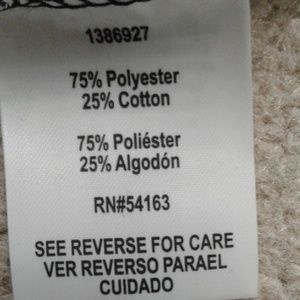 1386927
75% Polyester
25% Cotton
75% Poliéster
25% Algodón
RN#54163
SEE REVERSE FOR CARE
VER REVERSO PARAEL
CUIDADO